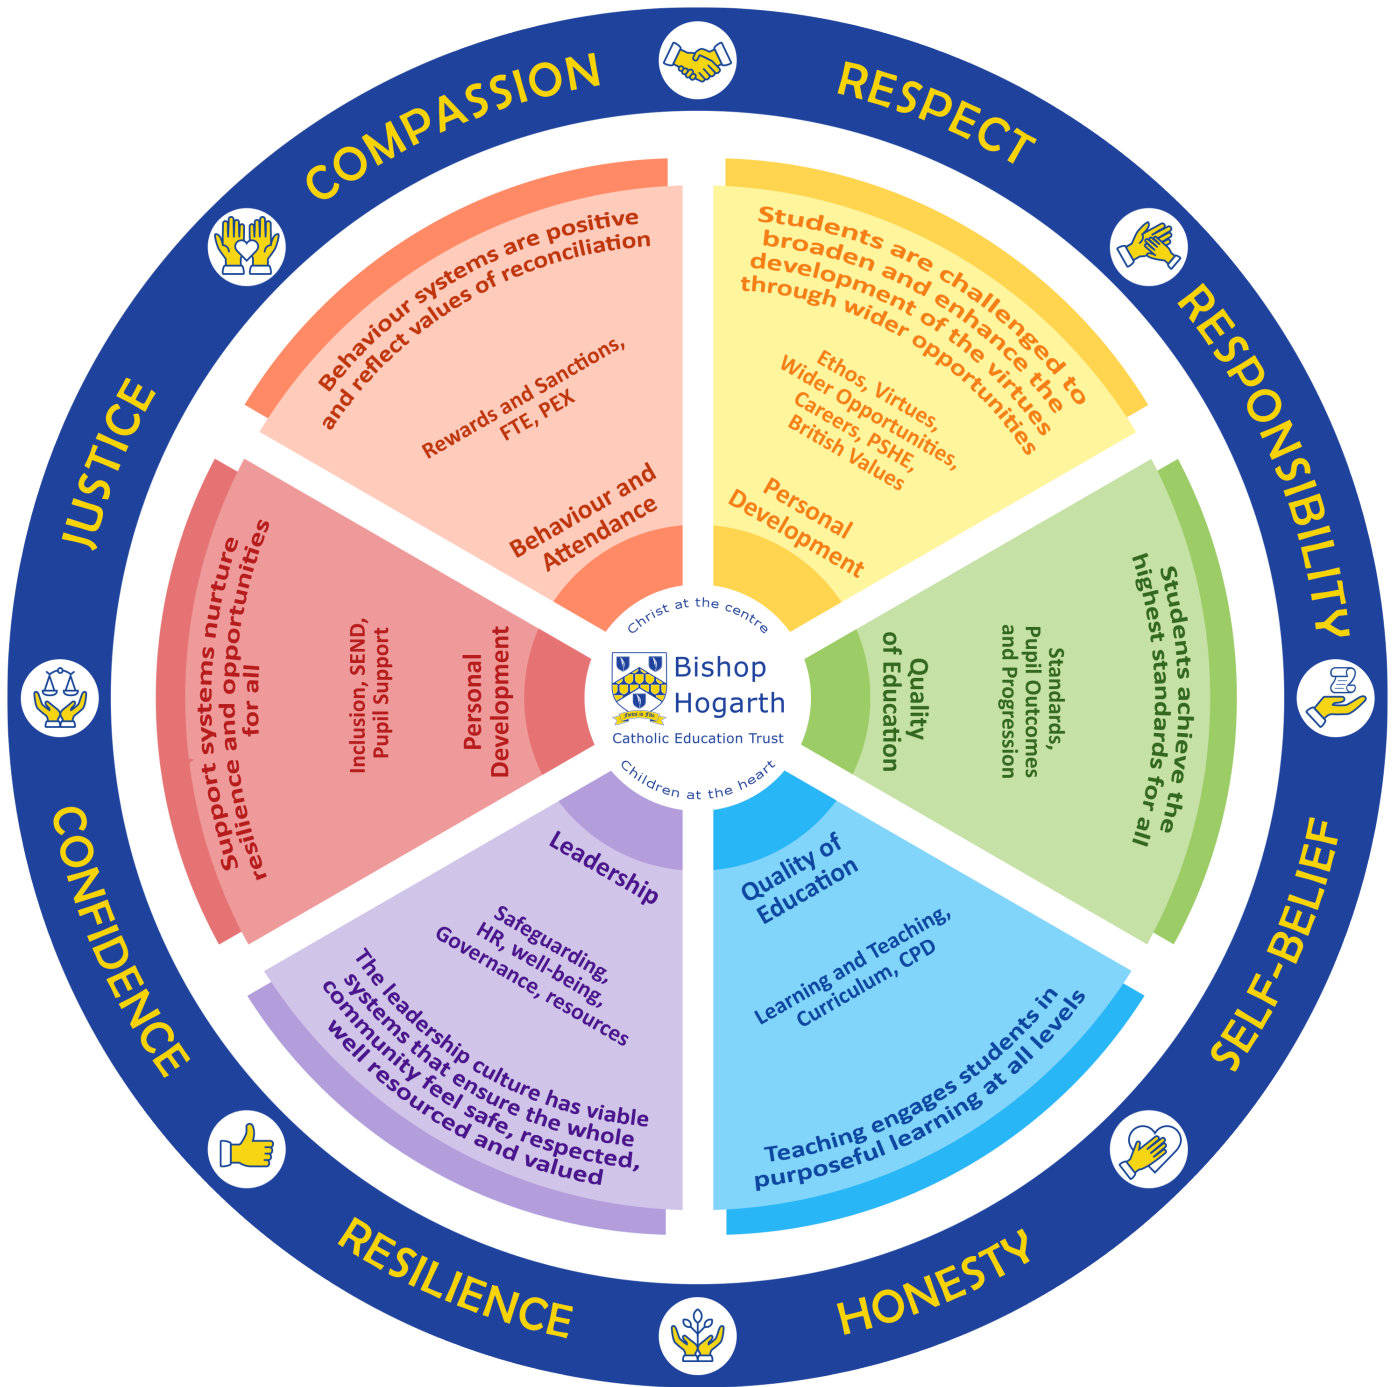 COMPASSION
RESPECT
RESPONSIBILITY
SELF-BELIEF
HONESTY
RESILIENCE
CONFIDENCE
JUSTICE
Behaviour systems are positive
and reflect values of reconciliation
Rewards and Sanctions,
FTE, PEX
Behaviour and
Attendance
Students are challenged to
broaden and enhance the
development of the virtues
through wider opportunities
Ethos, Virtues,
Wider Opportunities,
Careers, PSHE,
British Values
Personal
Development
Students achieve the
highest standards for all
Standards,
Pupil Outcomes
and Progression
Quality
of Education
Quality of
Education
Learning and Teaching,
Curriculum, CPD
Teaching engages students in
purposeful learning at all levels
Leadership
Safeguarding,
HR, well-being,
Governance, resources
The leadership culture has viable
systems that ensure the whole
community feel safe, respected,
well resourced and valued
Support systems nurture
resilience and opportunities
for all
Inclusion, SEND,
Pupil Support
Personal
Development
Christ at the centre
Bishop
Hogarth
Catholic Education Trust
Children at the heart